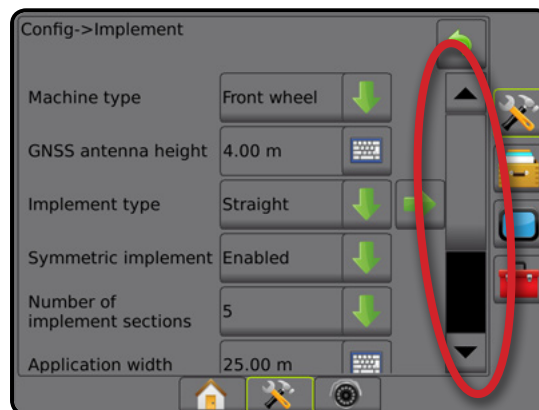 Config->Implement
Machine type Front wheel
GNSS antenna height 4.00 m
Implement type Straight
Symmetric implement Enabled
Number of
implement sections 5
Application width 25.00 m